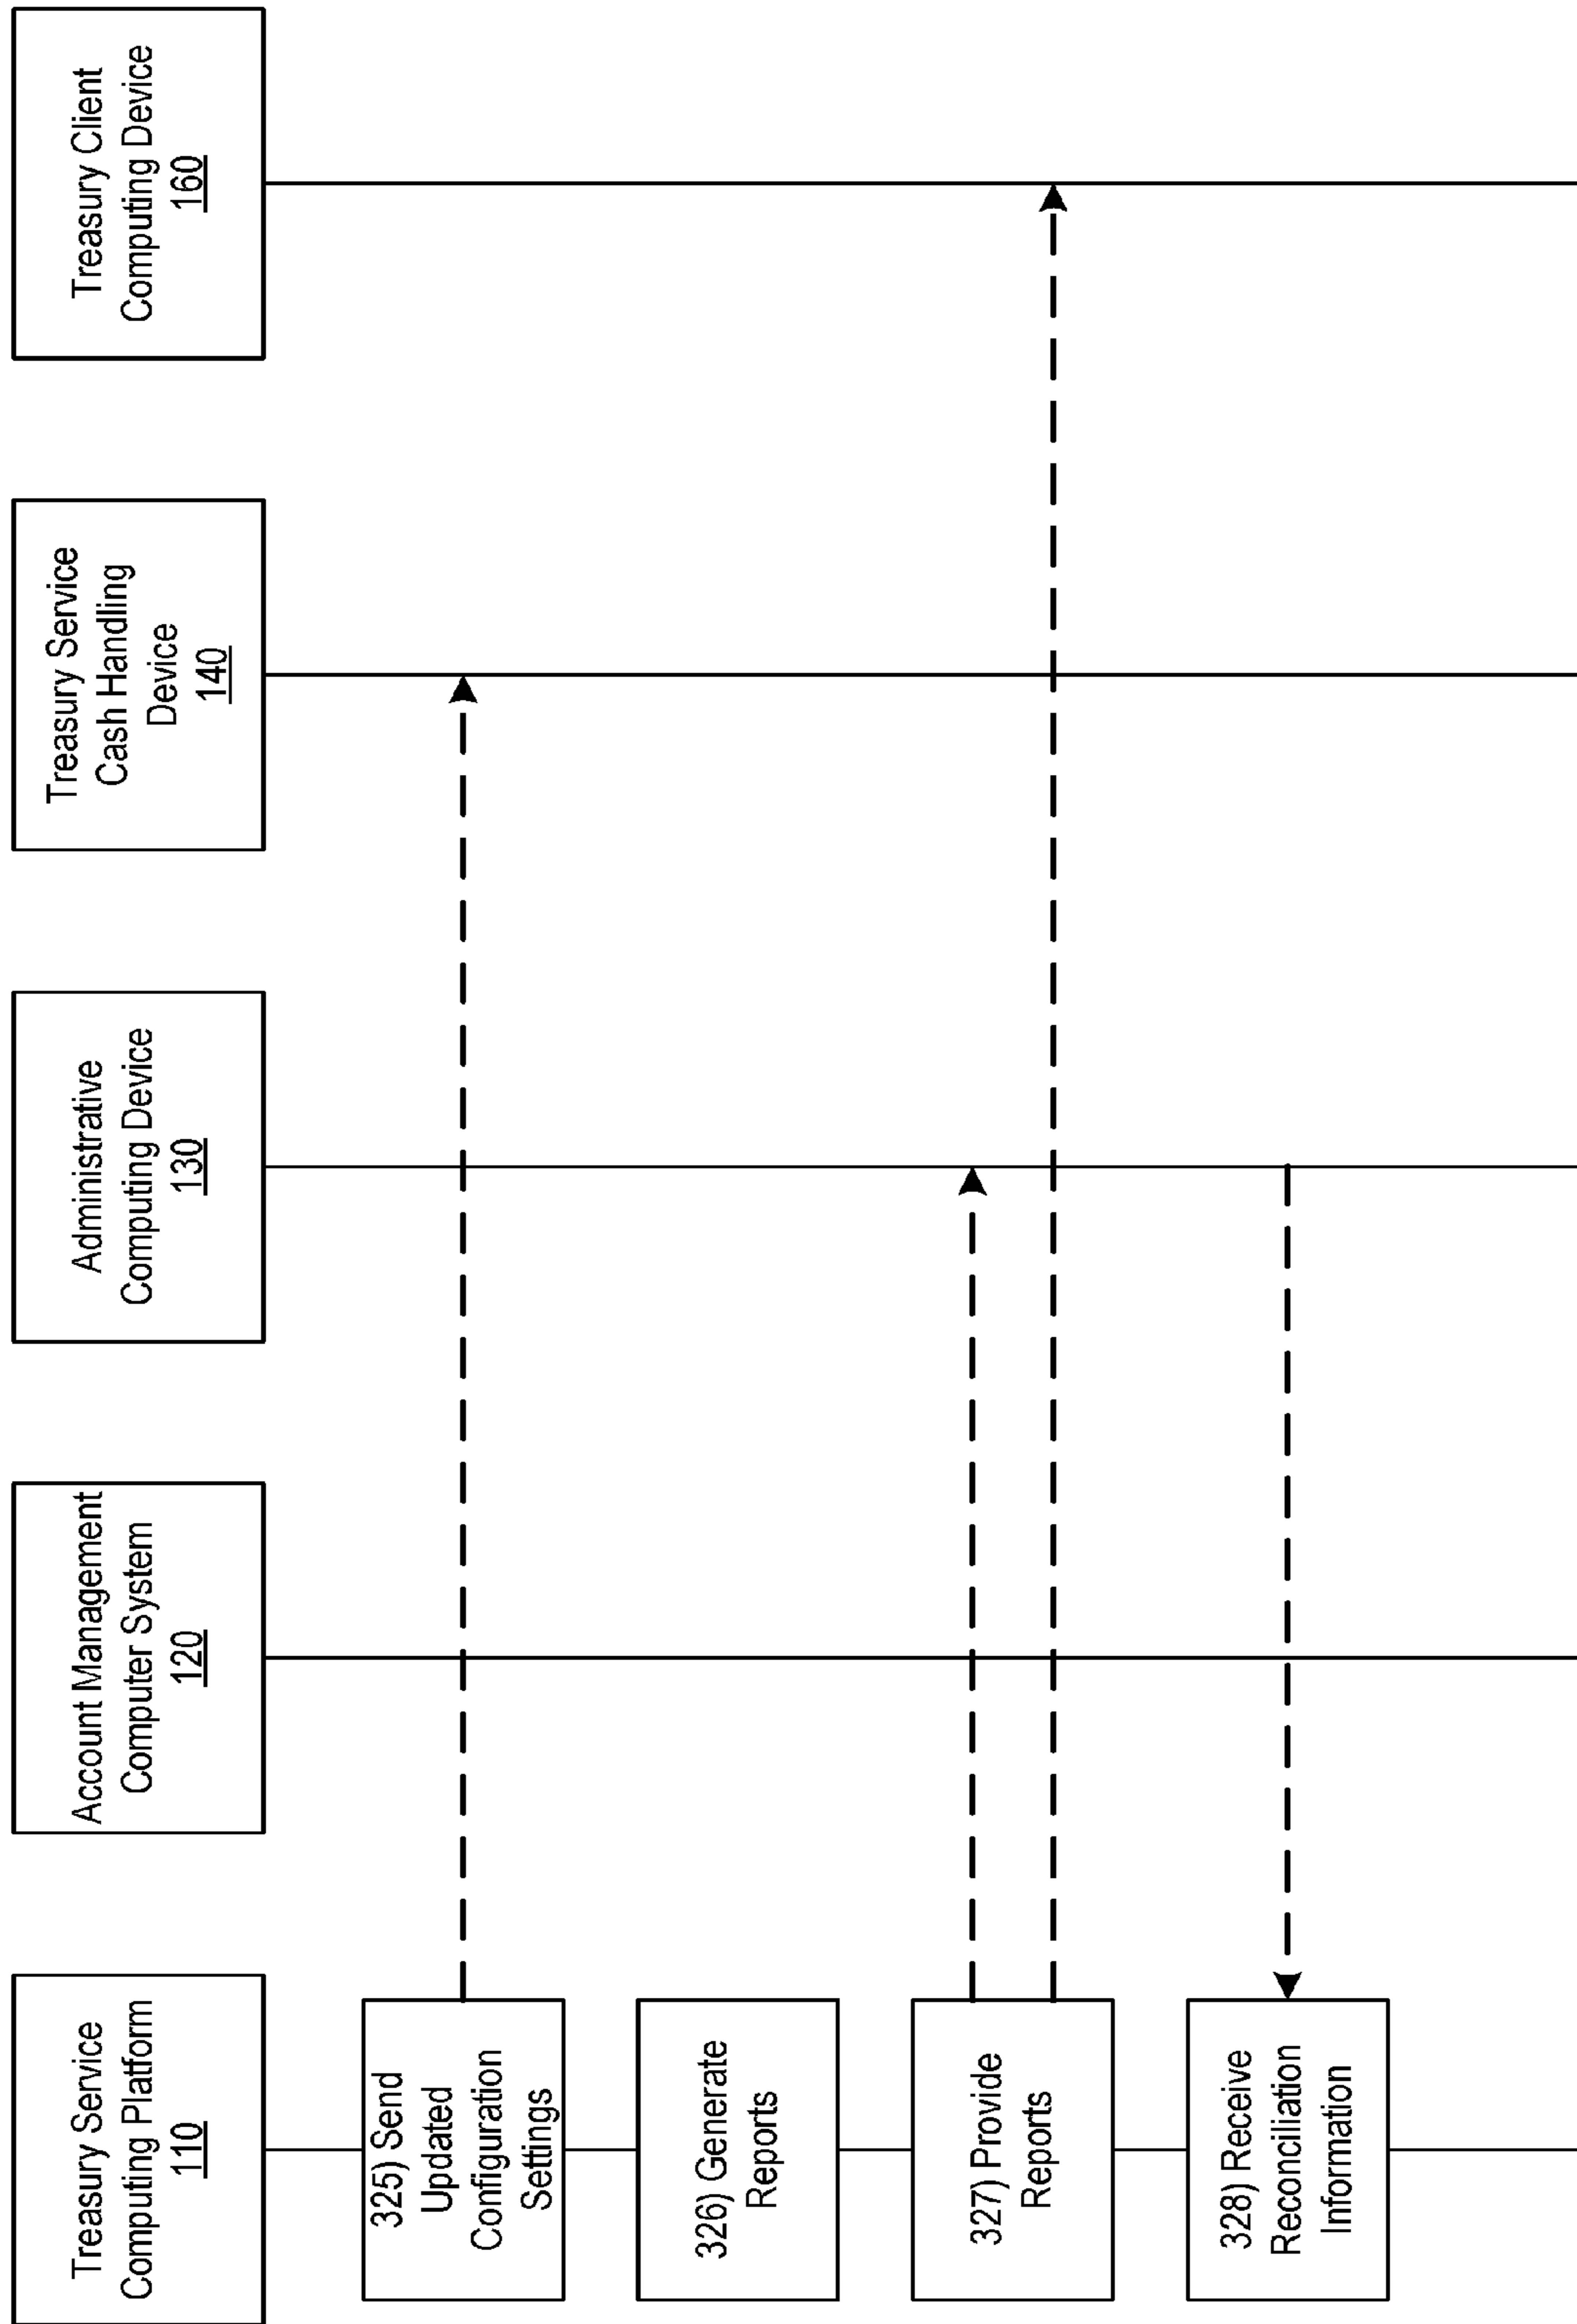 Treasury Service
Computing Platform
110
Account Management
Computer System
120
Administrative
Computing Device
130
Treasury Service
Cash Handling
Device
140
Treasury Client
Computing Device
160
325) Send
Updated
Configuration
Settings
326) Generate
Reports
327) Provide
Reports
328) Receive
Reconciliation
Information